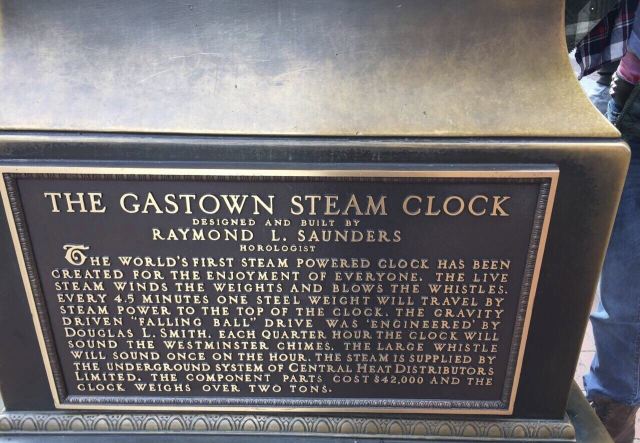 THE GASTOWN STEAM CLOCK
DESIGNED AND BUILT BY
RAYMOND L. SAUNDERS
HOROLOGIST
THE WORLD'S FIRST STEAM POWERED CLOCK HAS BEEN
CREATED FOR THE ENJOYMENT OF EVERYONE. THE LIVE
STEAM WINDS THE WEIGHTS AND BLOWS THE WHISTLES.
EVERY 4.5 MINUTES ONE STEEL WEIGHT WILL TRAVEL BY
STEAM POWER TO THE TOP OF THE CLOCK. THE GRAVITY
DRIVEN "FALLING BALL" DRIVE WAS 'ENGINEERED' BY
DOUGLAS L. SMITH. EACH QUARTER HOUR THE CLOCK WILL
SOUND THE WESTMINSTER CHIMES. THE LARGE WHISTLE
WILL SOUND ONCE ON THE HOUR. THE STEAM IS SUPPLIED BY
THE UNDERGROUND SYSTEM OF CENTRAL HEAT DISTRIBUTORS
LIMITED. THE COMPONENT PARTS COST $42,000 AND THE
CLOCK WEIGHS OVER TWO TONS.